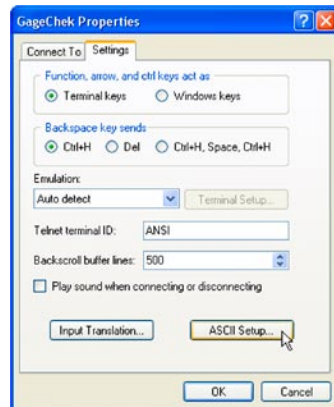 GageChek Properties
Connect To Settings
Function, arrow, and ctrl keys act as
Terminal keys Windows keys
Backspace key sends
Ctrl+H Del Ctrl+H, Space, Ctrl+H
Emulation:
Auto detect Terminal Setup...
Telnet terminal ID: ANSI
Backscroll buffer lines: 500
Play sound when connecting or disconnecting
Input Translation... ASCII Setup...
OK Cancel